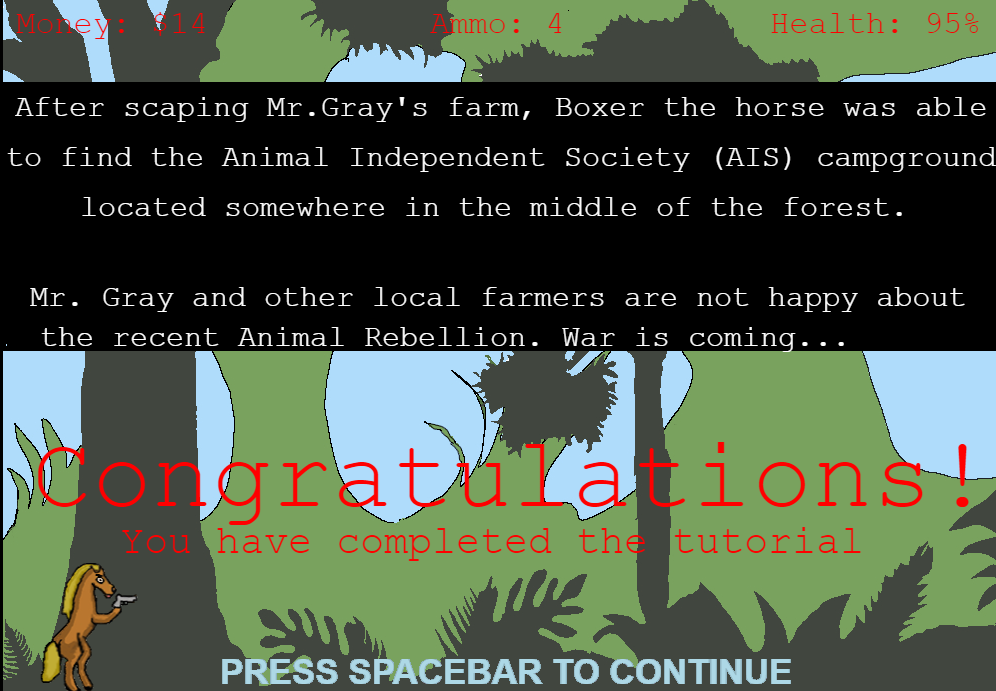 Money: $14 Ammo: 4 Health: 95%
After scaping Mr.Gray's farm, Boxer the horse was able
to find the Animal Independent Society (AIS) campground
located somewhere in the middle of the forest.
Mr. Gray and other local farmers are not happy about
the recent Animal Rebellion. War is coming...
Congratulations!
You have completed the tutorial
PRESS SPACEBAR TO CONTINUE